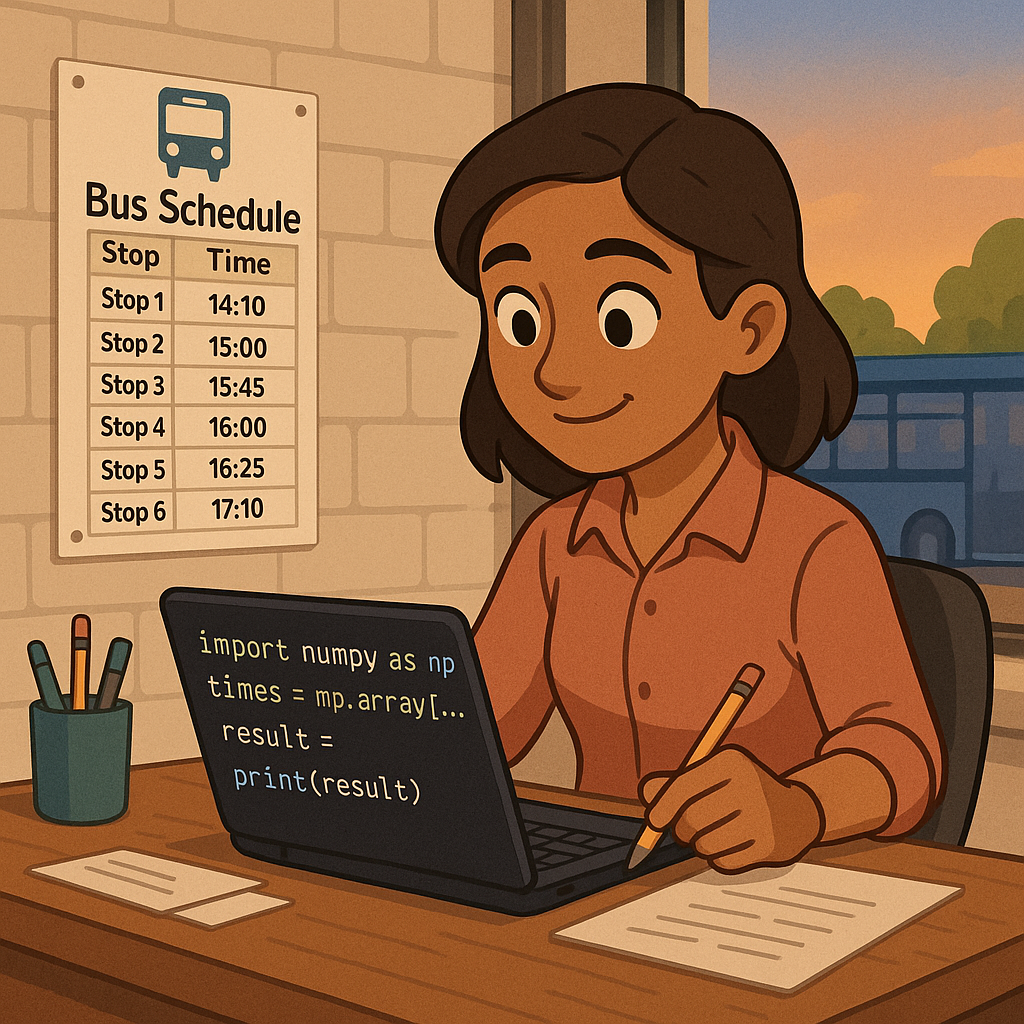 Bus Schedule
Stop Time
Stop 1 14:10
Stop 2 15:00
Stop 3 15:45
Stop 4 16:00
Stop 5 16:25
Stop 6 17:10
import numpy as np
times = mp.array[...
result =
print(result)